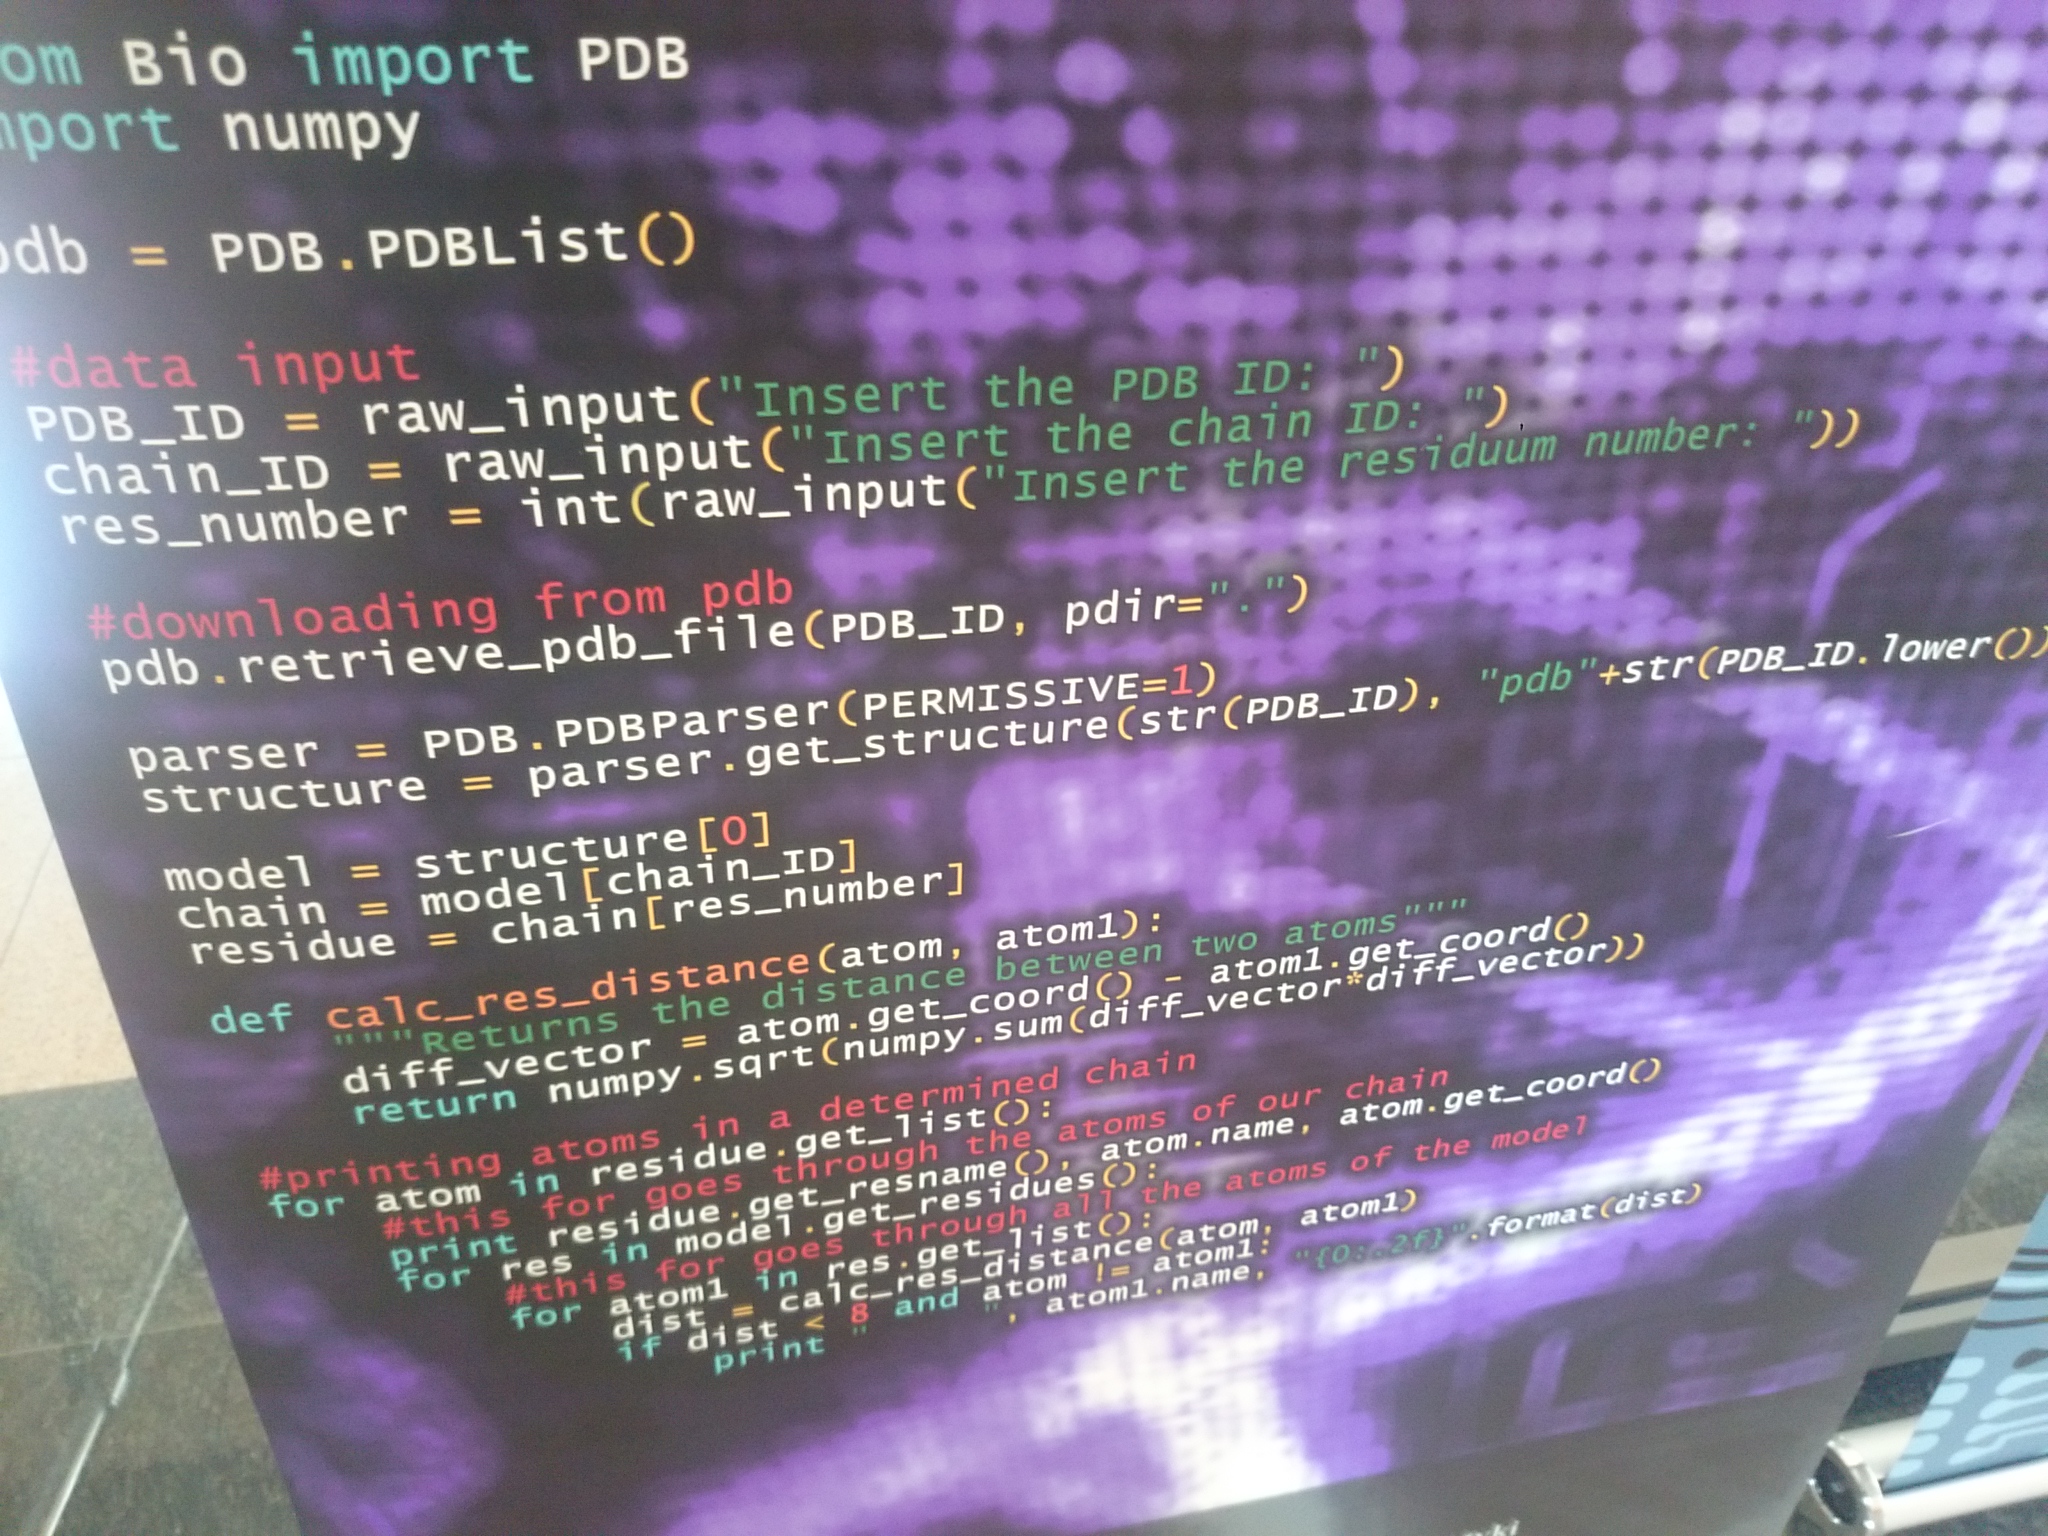 om Bio import PDB
mport numpy
pdb = PDB.PDBList()
#data input
PDB_ID = raw_input("Insert the PDB ID: ")
chain_ID = raw_input("Insert the chain ID: ")
res_number = int(raw_input("Insert the residuum number: "))
#downloading from pdb
pdb.retrieve_pdb_file(PDB_ID, pdir=".")
parser = PDB.PDBParser(PERMISSIVE=1)
structure = parser.get_structure(str(PDB_ID), "pdb"+str(PDB_ID.lower())
model = structure[0]
chain = model[chain_ID]
residue = chain[res_number]
def calc_res_distance(atom, atom1):
"""Returns the distance between two atoms"""
diff_vector = atom.get_coord() - atom1.get_coord()
return numpy.sqrt(numpy.sum(diff_vector*diff_vector))
#printing atoms in a determined chain
for atom in residue.get_list():
#this for goes through the atoms of our chain
print residue.get_resname(), atom.name, atom.get_coord()
for res in model.get_residues():
#this for goes through all the atoms of the model
for atom1 in res.get_list():
dist = calc_res_distance(atom, atom1)
if dist < 8 and atom != atom1:
print "        ", atom1.name, "{0:.2f}".format(dist)